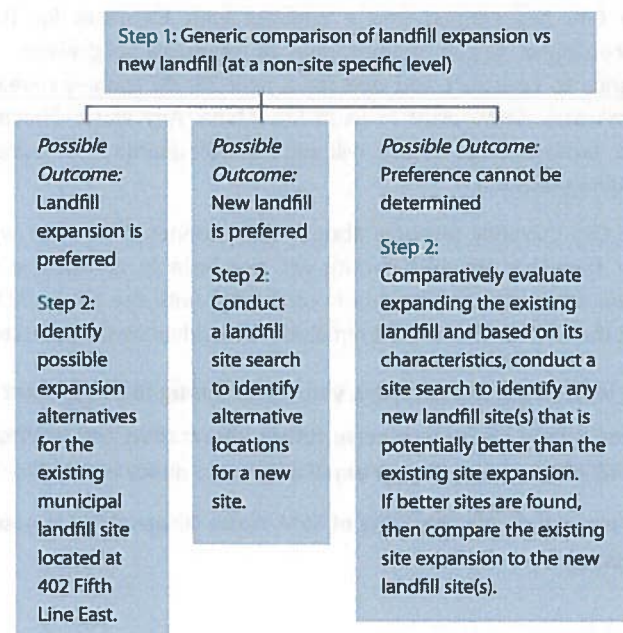 Step 1: Generic comparison of landfill expansion vs
new landfill (at a non-site specific level)
Possible
Outcome:
Landfill
expansion is
preferred
Step 2:
Identify
possible
expansion
alternatives
for the
existing
municipal
landfill site
located at
402 Fifth
Line East.
Possible
Outcome:
New landfill
is preferred
Step 2:
Conduct
a landfill
site search
to identify
alternative
locations
for a new
site.
Possible Outcome:
Preference cannot be
determined
Step 2:
Comparatively evaluate
expanding the existing
landfill and based on its
characteristics, conduct a
site search to identify any
new landfill site(s) that is
potentially better than the
existing site expansion.
If better sites are found,
then compare the existing
site expansion to the new
landfill site(s).